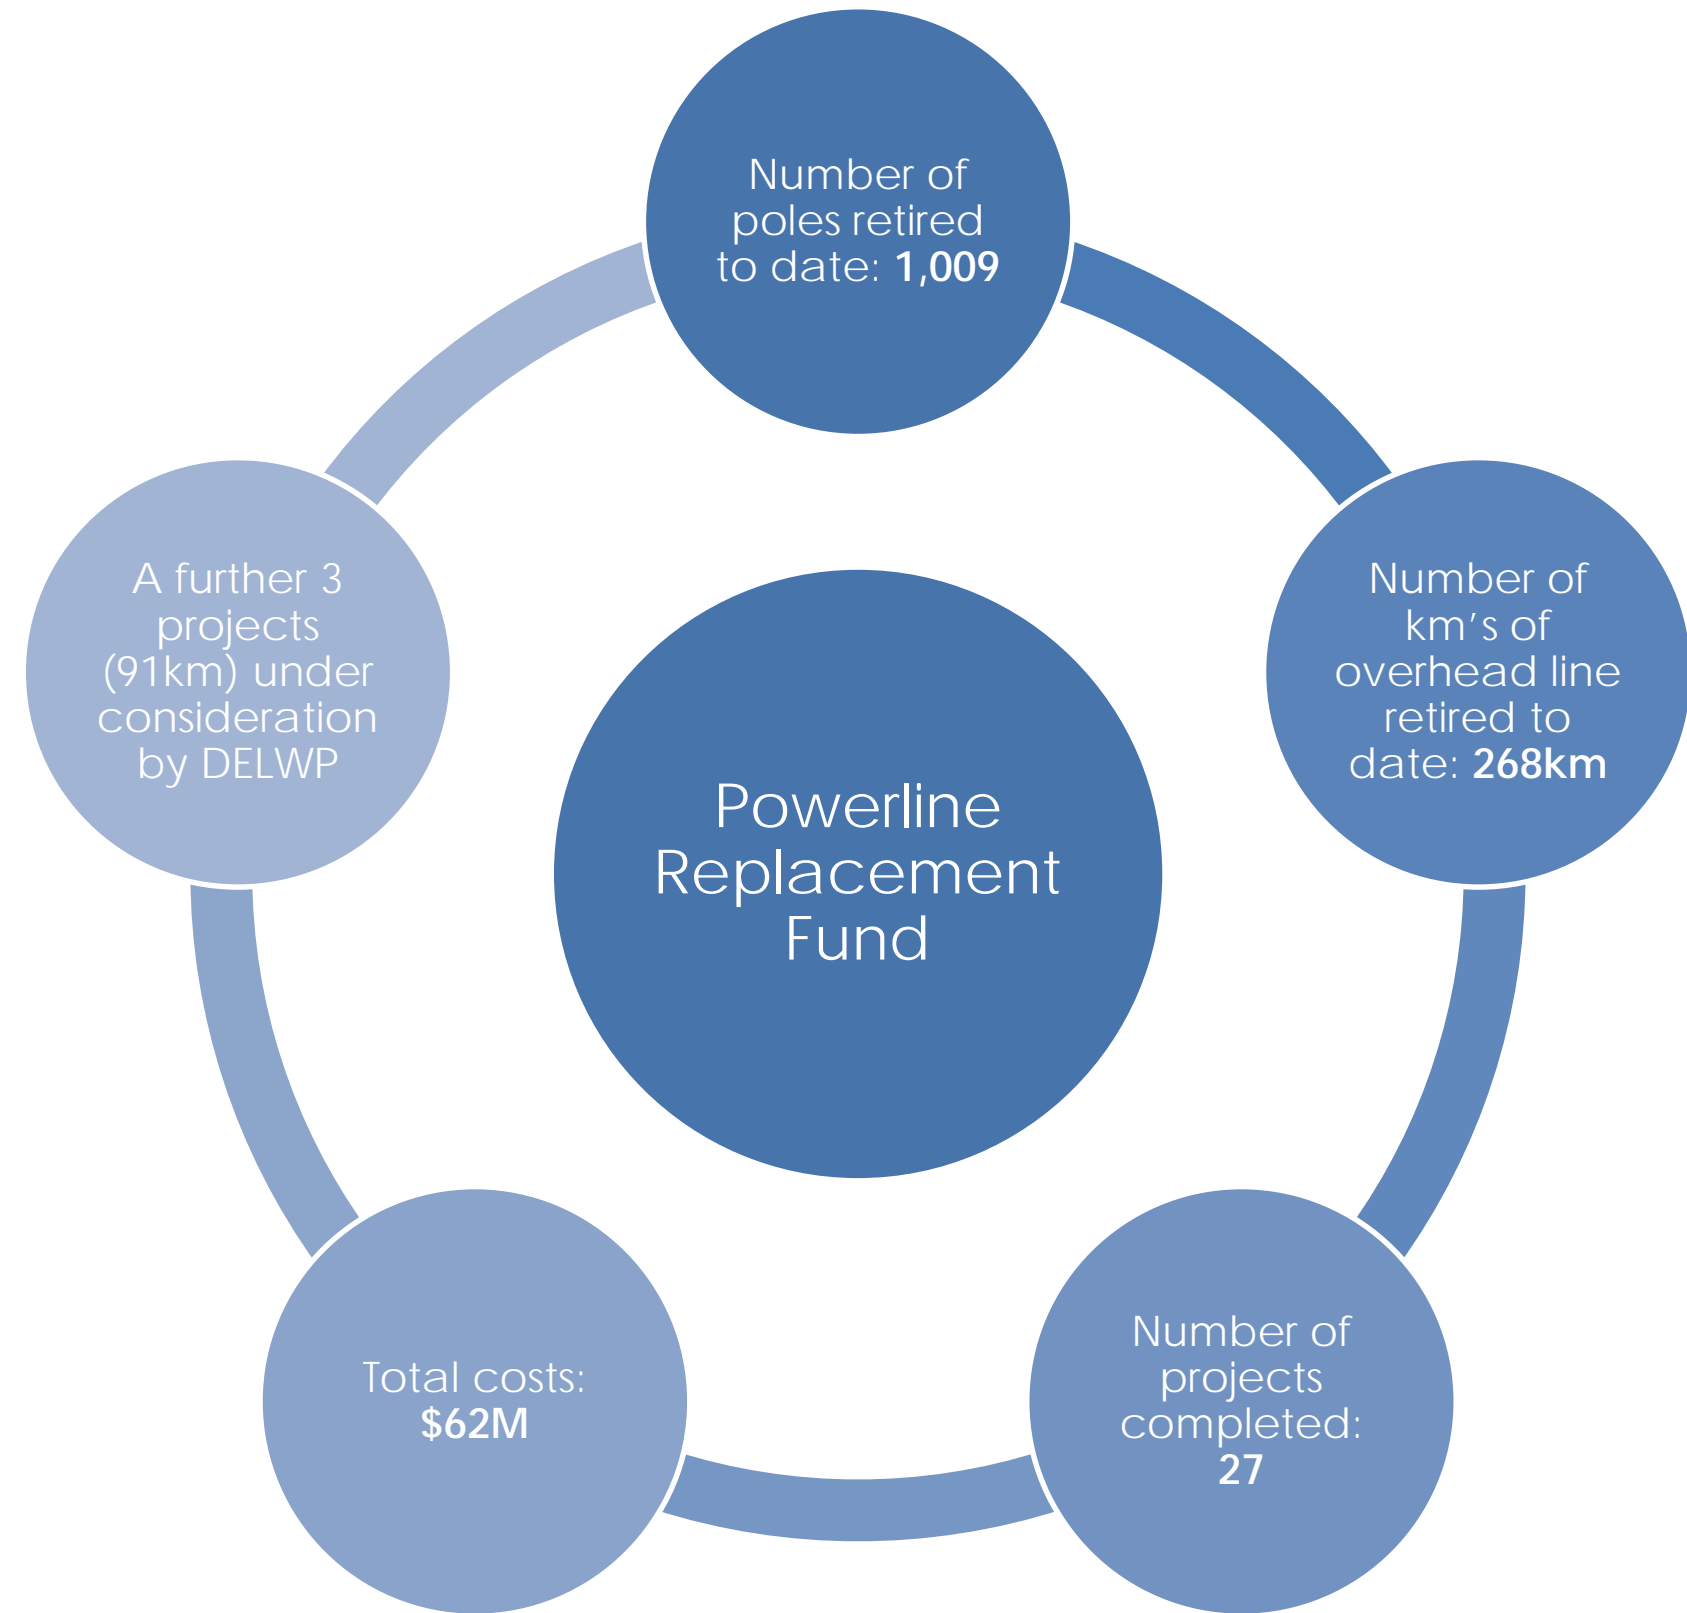 Number of
poles retired
to date: 1,009
Number of
km's of
overhead line
retired to
date: 268km
Number of
projects
completed:
27
Total costs:
$62M
A further 3
projects
(91km) under
consideration
by DELWP
Powerline
Replacement
Fund